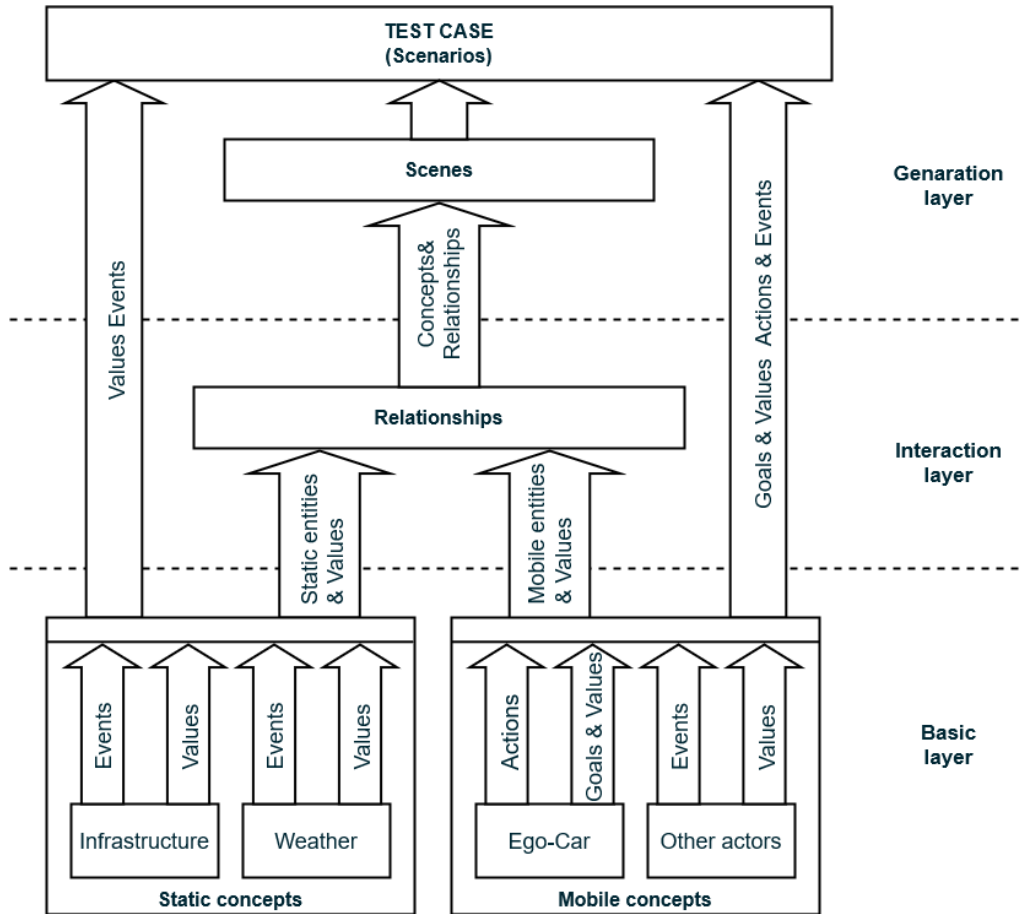 TEST CASE
(Scenarios)
Scenes
Genaration
layer
Values Events
Concepts&
Relationships
Goals & Values  Actions & Events
Relationships
Interaction
layer
Static entities
& Values
Mobile entities
& Values
Events
Values
Events
Values
Actions
Goals & Values
Events
Values
Basic
layer
Infrastructure
Weather
Ego-Car
Other actors
Static concepts
Mobile concepts